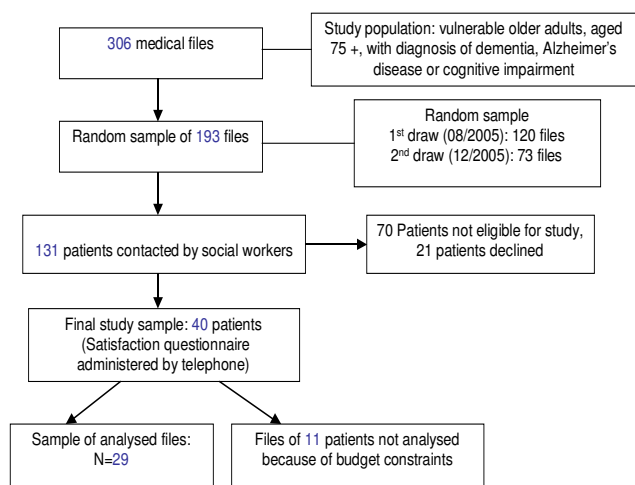 306 medical files
Study population: vulnerable older adults, aged
75 +, with diagnosis of dementia, Alzheimer's
disease or cognitive impairment
Random sample of 193 files
Random sample
1st draw (08/2005): 120 files
2nd draw (12/2005): 73 files
131 patients contacted by social workers
70 Patients not eligible for study,
21 patients declined
Final study sample: 40 patients
(Satisfaction questionnaire
administered by telephone)
Sample of analysed files:
N=29
Files of 11 patients not analysed
because of budget constraints